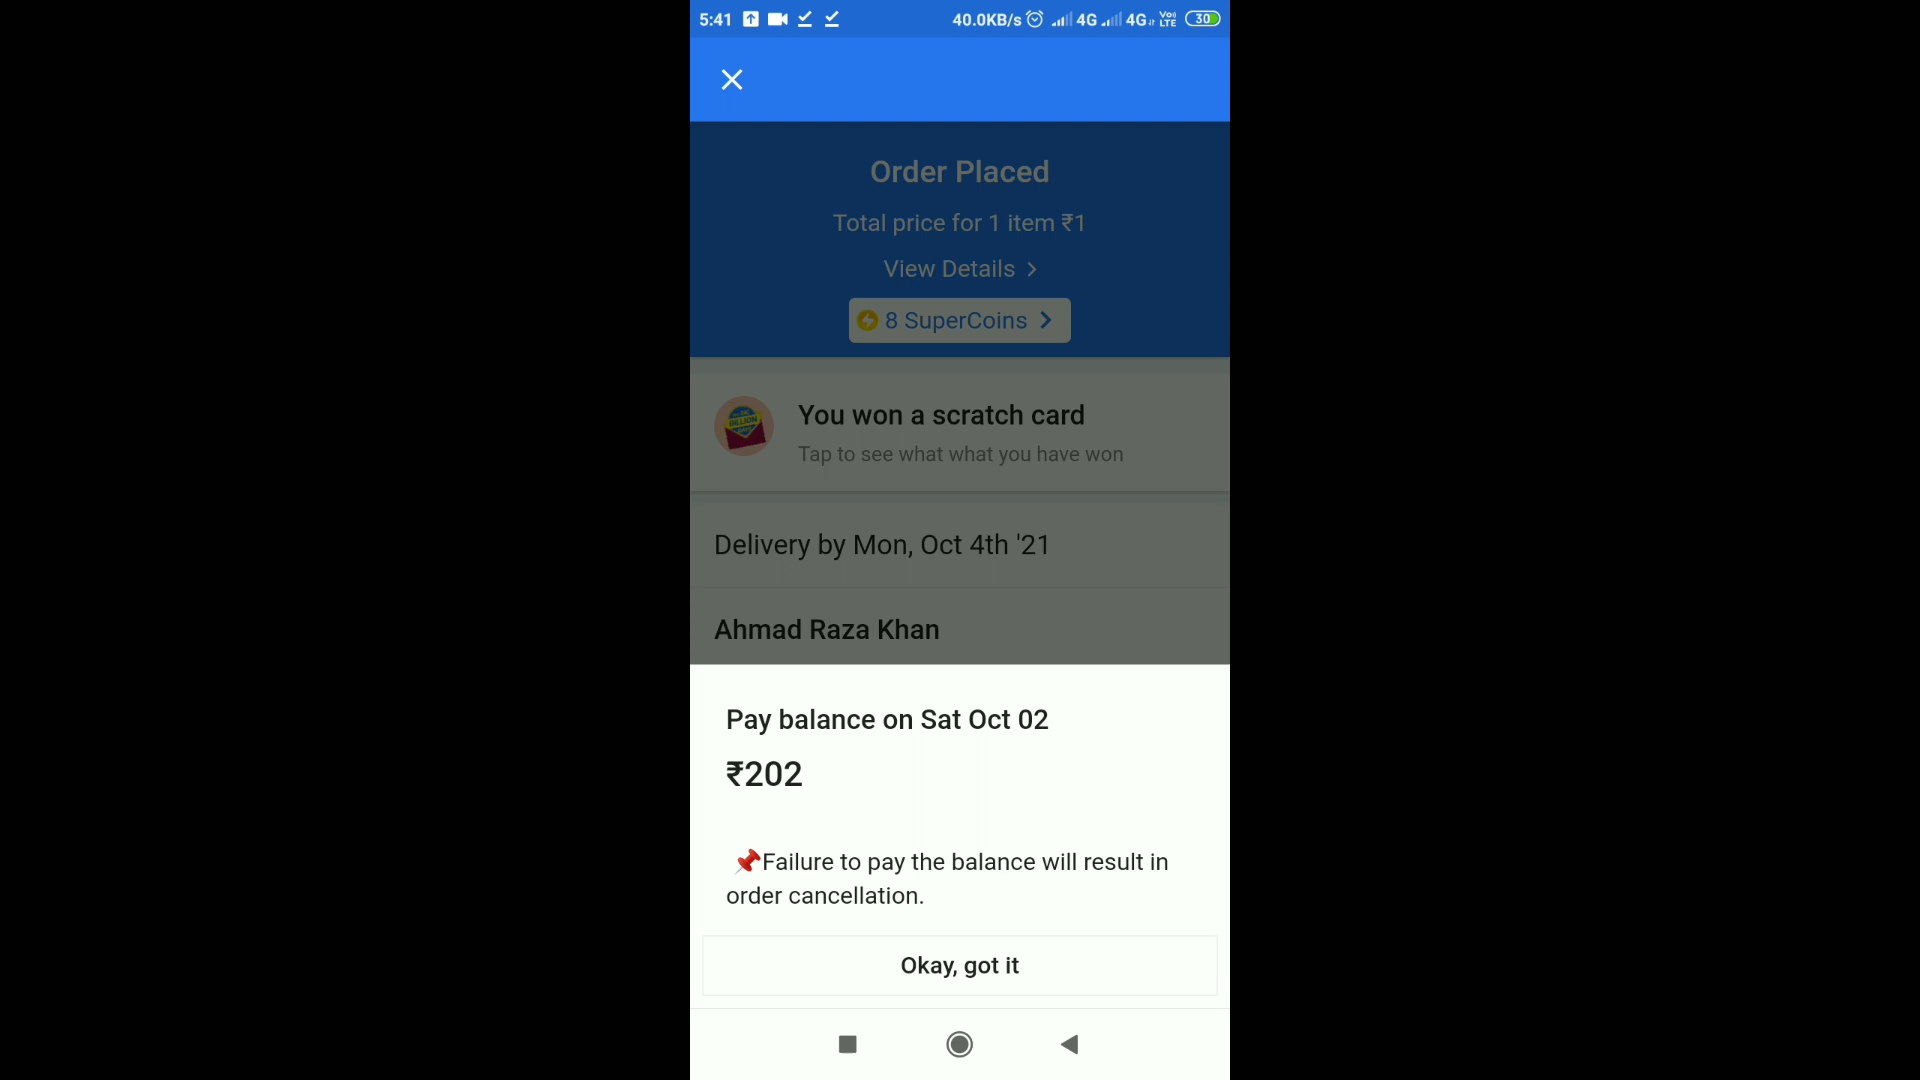 5:41 40.0KB/s 4G 4G Vo) LTE 30
Order Placed
Total price for 1 item ₹1
View Details
8 SuperCoins
BILLION
You won a scratch card
Tap to see what what you have won
Delivery by Mon, Oct 4th '21
Ahmad Raza Khan
Pay balance on Sat Oct 02
₹202
📌Failure to pay the balance will result in
order cancellation.
Okay, got it